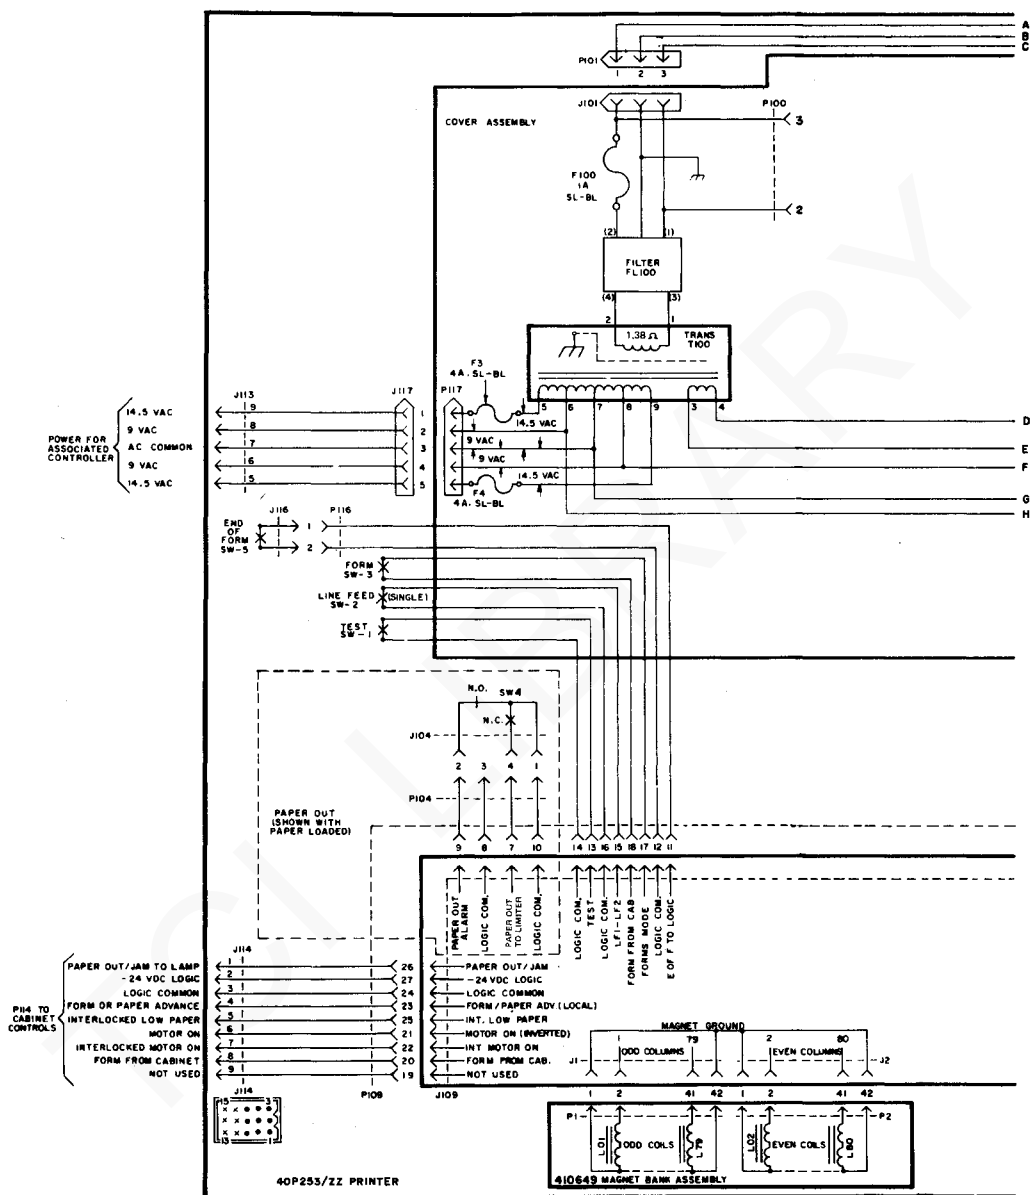 A
B
C
P101
1 2 3
J101
P100
COVER ASSEMBLY
3
F100
1A
SL-BL
2
(2) (1)
FILTER
FL100
(4) (3)
2 1
1.38 Ω
TRANS
T100
F3
4A. SL-BL
5 6 7 8 9 3 4
J113
J117
P117
POWER FOR
ASSOCIATED
CONTROLLER
14.5 VAC 9 1
9 VAC 8 2
AC COMMON 7 3
9 VAC 6 4
14.5 VAC 5 5
14.5 VAC
9 VAC
9 VAC
14.5 VAC
F4
4A. SL-BL
D
E
F
G
H
J116 P116
END
OF
FORM
SW-5
1
2
FORM
SW-3
LINE FEED (SINGLE)
SW-2
TEST
SW-1
N.O. SW4
N.C.
J104
2 3 4 1
P104
PAPER OUT
(SHOWN WITH
PAPER LOADED)
9 8 7 10 14 13 16 15 18 17 12 11
PAPER OUT
ALARM
LOGIC COM.
PAPER OUT
TO LIMITER
LOGIC COM.
LOGIC COM.
TEST
LOGIC COM.
LF1-LF2
FORM FROM CAB
FORMS MODE
LOGIC COM.
E OF F TO LOGIC
J114
P114 TO
CABINET
CONTROLS
PAPER OUT/JAM TO LAMP 1 26 PAPER OUT/JAM
-24 VDC LOGIC 2 27 -24 VDC LOGIC
LOGIC COMMON 3 24 LOGIC COMMON
FORM OR PAPER ADVANCE 4 23 FORM/PAPER ADV.(LOCAL)
INTERLOCKED LOW PAPER 5 25 INT. LOW PAPER
MOTOR ON 6 21 MOTOR ON (INVERTED)
INTERLOCKED MOTOR ON 7 22 INT MOTOR ON
FORM FROM CABINET 8 20 FORM FROM CAB.
NOT USED 9 19 NOT USED
J114
P109
J109
15 3
13 1
MAGNET GROUND
1 79 2 80
J1 ODD COLUMNS EVEN COLUMNS J2
1 2 41 42 1 2 41 42
P1 P2
L01 ODD COILS L79 L02 EVEN COILS L80
410649 MAGNET BANK ASSEMBLY
40P253/ZZ PRINTER
TCI LIBRARY